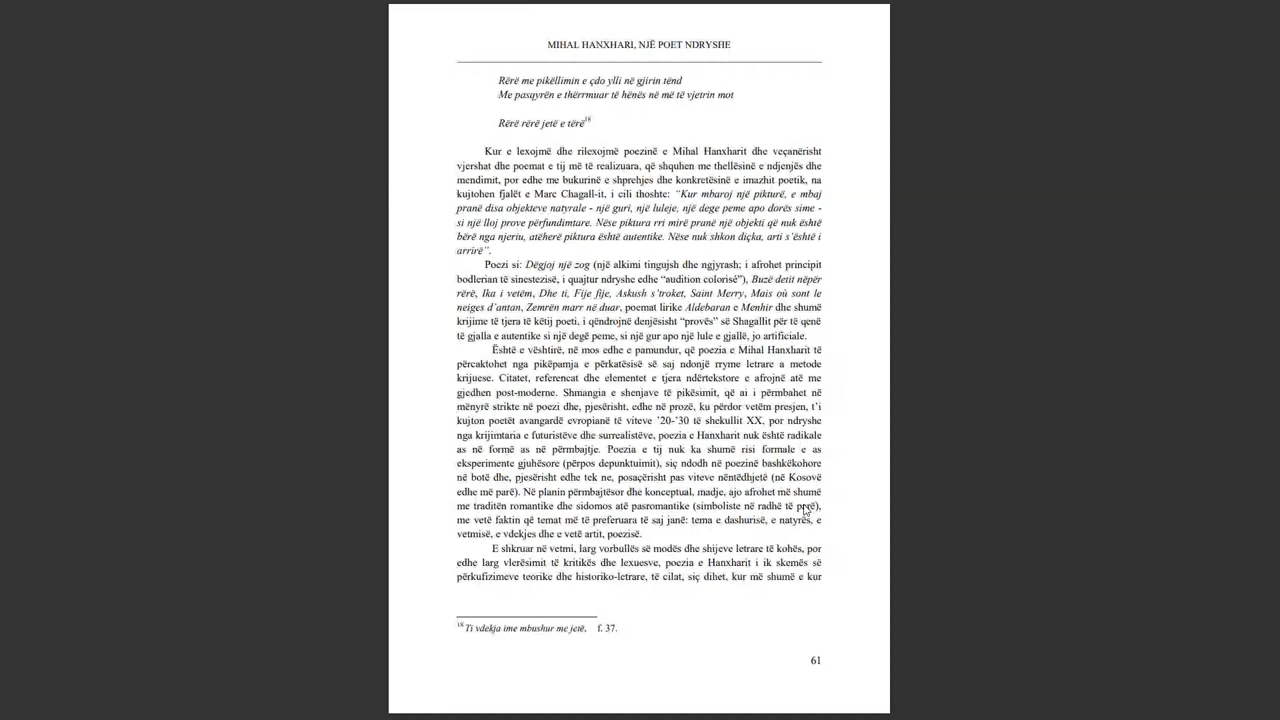 MIHAL HANXHARI, NJË POET NDRYSHE
Rërë me pikëllimin e çdo ylli në gjirin tënd
Me pasqyrën e thërrmuar të hënës në më të vjetrin mot
Rërë rërë jetë e tërë18
Kur e lexojmë dhe rilexojmë poezinë e Mihal Hanxharit dhe veçanërisht
vjershat dhe poemat e tij më të realizuara, që shquhen me thellësinë e ndjenjës dhe
mendimit, por edhe me bukurinë e shprehjes dhe konkretësinë e imazhit poetik, na
kujtohen fjalët e Marc Chagall-it, i cili thoshte: “Kur mbaroj një pikturë, e mbaj
pranë disa objekteve natyrale - një guri, një luleje, një dege peme apo dorës sime -
si një lloj prove përfundimtare. Nëse piktura rri mirë pranë një objekti që nuk është
bërë nga njeriu, atëherë piktura është autentike. Nëse nuk shkon diçka, arti s’është i
arrirë”.
Poezi si: Dëgjoj një zog (një alkimi tingujsh dhe ngjyrash; i afrohet principit
bodlerian të sinestezisë, i quajtur ndryshe edhe “audition colorisé”), Buzë detit nëpër
rërë, Ika i vetëm, Dhe ti, Fije fije, Askush s’troket, Saint Merry, Mais où sont le
neiges d’antan, Zemrën marr në duar, poemat lirike Aldebaran e Menhir dhe shumë
krijime të tjera të këtij poeti, i qëndrojnë denjësisht “provës” së Shagallit për të qenë
të gjalla e autentike si një degë peme, si një gur apo një lule e gjallë, jo artificiale.
Është e vështirë, në mos edhe e pamundur, që poezia e Mihal Hanxharit të
përcaktohet nga pikëpamja e përkatësisë së saj ndonjë rryme letrare a metode
krijuese. Citatet, referencat dhe elementet e tjera ndërtekstore e afrojnë atë me
gjedhen post-moderne. Shmangia e shenjave të pikësimit, që ai i përmbahet në
mënyrë strikte në poezi dhe, pjesërisht, edhe në prozë, ku përdor vetëm presjen, t’i
kujton poetët avangardë evropianë të viteve ’20-’30 të shekullit XX, por ndryshe
nga krijimtaria e futuristëve dhe surrealistëve, poezia e Hanxharit nuk është radikale
as në formë as në përmbajtje. Poezia e tij nuk ka shumë risi formale e as
eksperimente gjuhësore (përpos depunktuimit), siç ndodh në poezinë bashkëkohore
në botë dhe, pjesërisht edhe tek ne, posaçërisht pas viteve nëntëdhjetë (në Kosovë
edhe më parë). Në planin përmbajtësor dhe konceptual, madje, ajo afrohet më shumë
me traditën romantike dhe sidomos atë pasromantike (simboliste në radhë të parë),
me vetë faktin që temat më të preferuara të saj janë: tema e dashurisë, e natyrës, e
vetmisë, e vdekjes dhe e vetë artit, poezisë.
E shkruar në vetmi, larg vorbullës së modës dhe shijeve letrare të kohës, por
edhe larg vlerësimit të kritikës dhe lexuesve, poezia e Hanxharit i ik skemës së
përkufizimeve teorike dhe historiko-letrare, të cilat, siç dihet, kur më shumë e kur
18 Ti vdekja ime mbushur me jetë, f. 37.
61